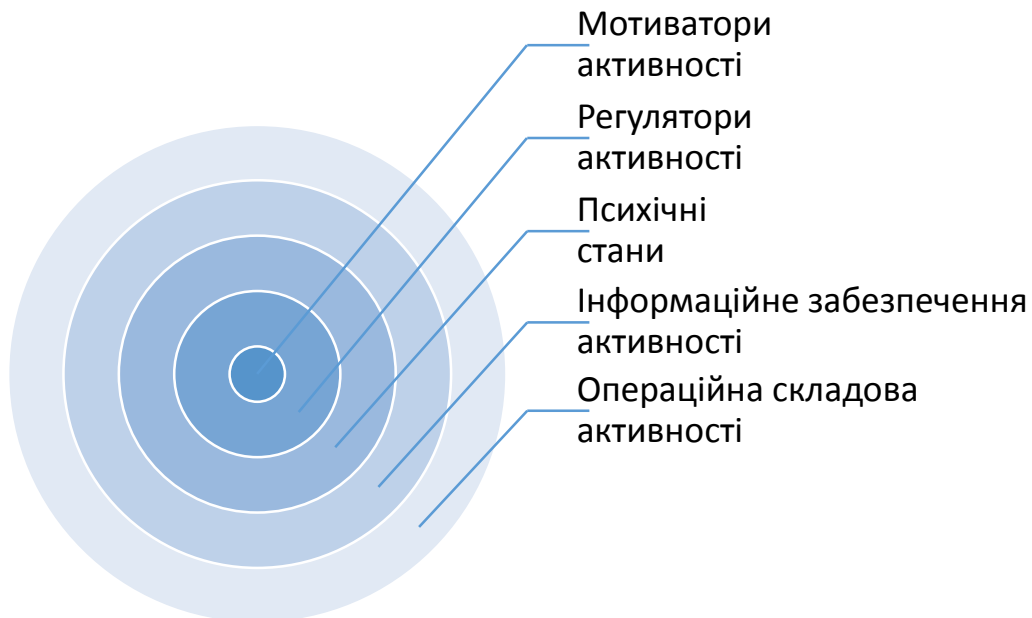 Мотиватори
активності
Регулятори
активності
Психічні
стани
Інформаційне забезпечення
активності
Операційна складова
активності